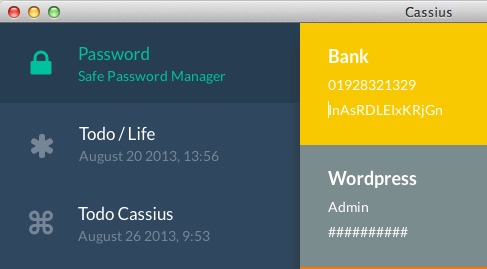 Cassius
Password
Safe Password Manager
Todo / Life
August 20 2013, 13:56
Todo Cassius
August 26 2013, 9:53
Bank
01928321329
Wordpress
Admin
##########